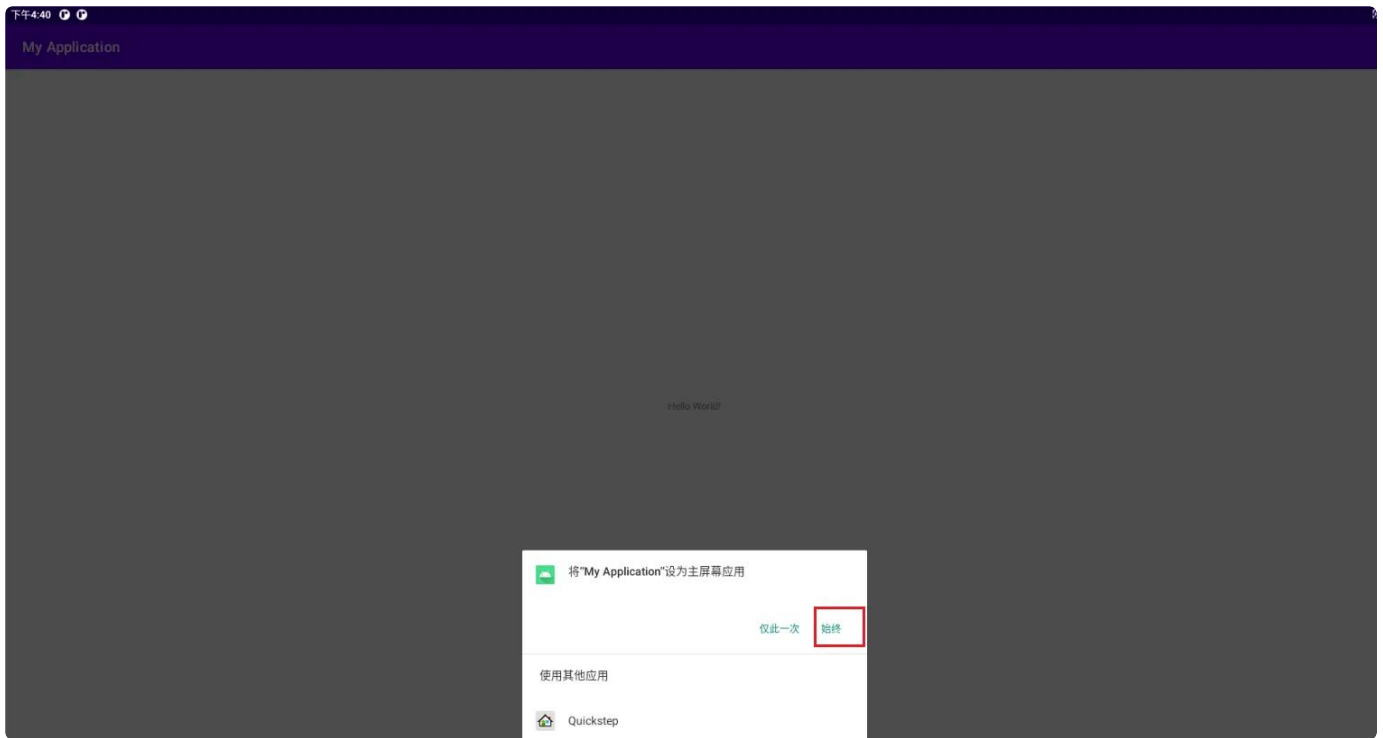 下午4:40
My Application
Hello World!
将"My Application"设为主屏幕应用
仅此一次 始终
使用其他应用
Quickstep